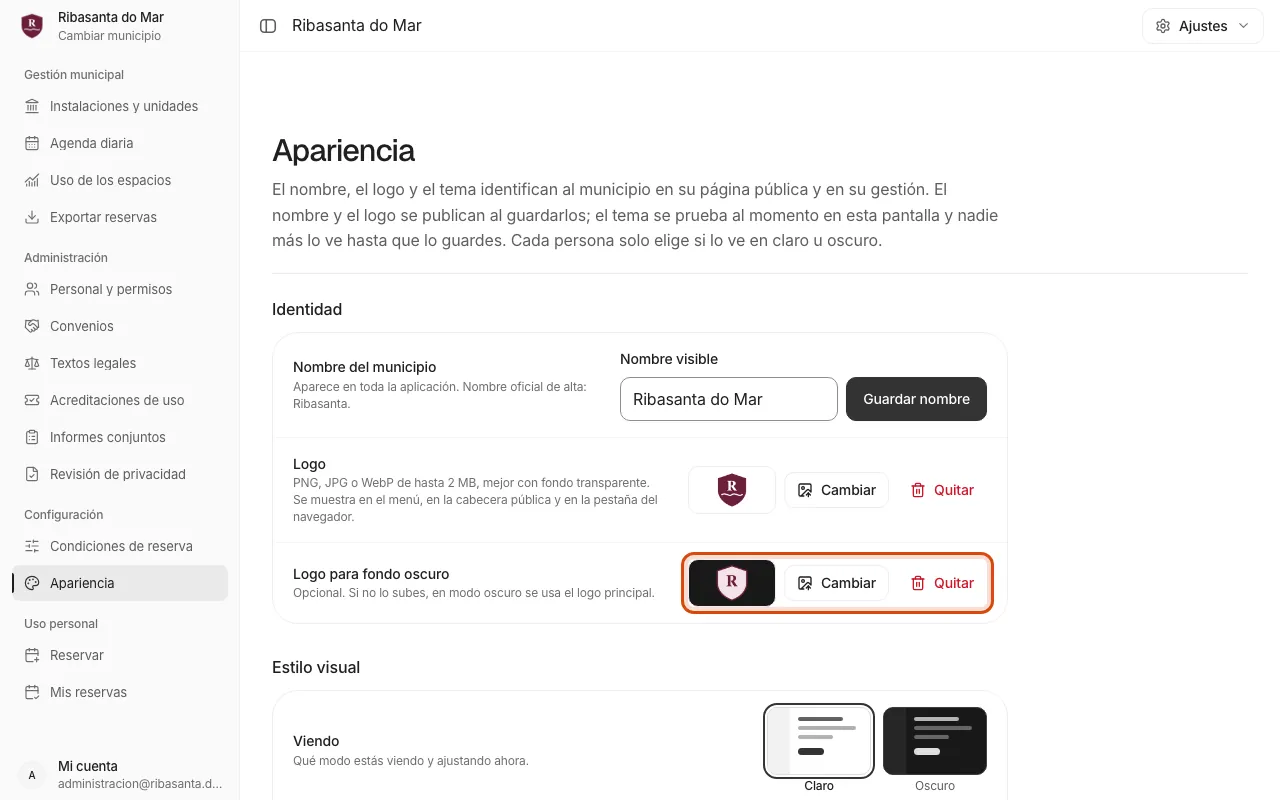 R
Ribasanta do Mar
Cambiar municipio
Gestión municipal
Instalaciones y unidades
Agenda diaria
Uso de los espacios
Exportar reservas
Administración
Personal y permisos
Convenios
Textos legales
Acreditaciones de uso
Informes conjuntos
Revisión de privacidad
Configuración
Condiciones de reserva
Apariencia
Uso personal
Reservar
Mis reservas
A
Mi cuenta
administracion@ribasanta.d...
Ribasanta do Mar
Ajustes
Apariencia
El nombre, el logo y el tema identifican al municipio en su página pública y en su gestión. El
nombre y el logo se publican al guardarlos; el tema se prueba al momento en esta pantalla y nadie
más lo ve hasta que lo guardes. Cada persona solo elige si lo ve en claro u oscuro.
Identidad
Nombre del municipio
Aparece en toda la aplicación. Nombre oficial de alta:
Ribasanta.
Nombre visible
Ribasanta do Mar
Guardar nombre
Logo
PNG, JPG o WebP de hasta 2 MB, mejor con fondo transparente.
Se muestra en el menú, en la cabecera pública y en la pestaña del
navegador.
R
Cambiar
Quitar
Logo para fondo oscuro
Opcional. Si no lo subes, en modo oscuro se usa el logo principal.
R
Cambiar
Quitar
Estilo visual
Viendo
Qué modo estás viendo y ajustando ahora.
Claro
Oscuro